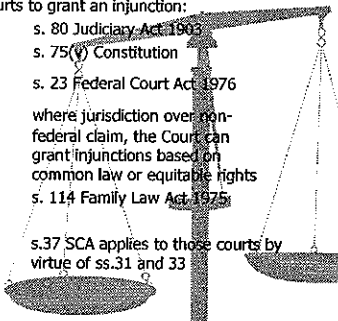 urts to grant an injunction:
s. 80 Judiciary Act 1903
s. 75(v) Constitution
s. 23 Federal Court Act 1976
where jurisdiction over non-
federal claim, the Court can
grant injunctions based on
common law or equitable rights
s. 114 Family Law Act 1975
s.37 SCA applies to those courts by
virtue of ss.31 and 33